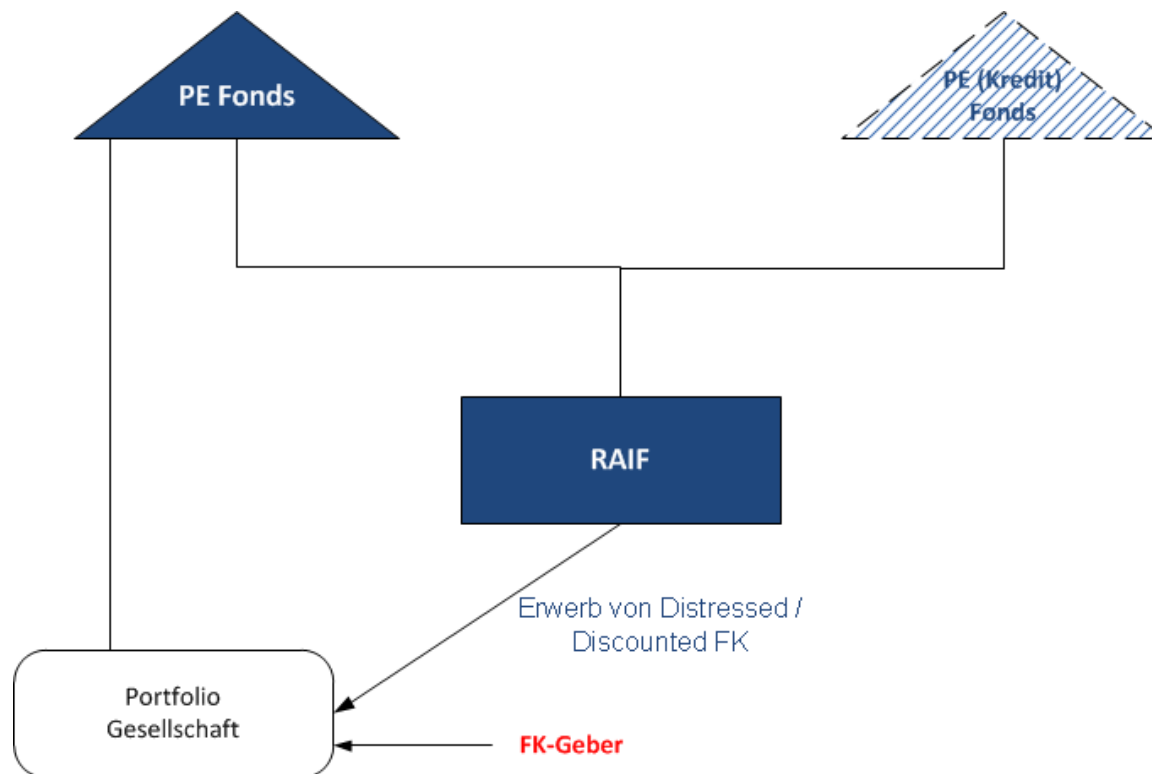 PE Fonds
PE (Kredit)
Fonds
RAIF
Erwerb von Distressed /
Discounted FK
Portfolio
Gesellschaft
FK-Geber